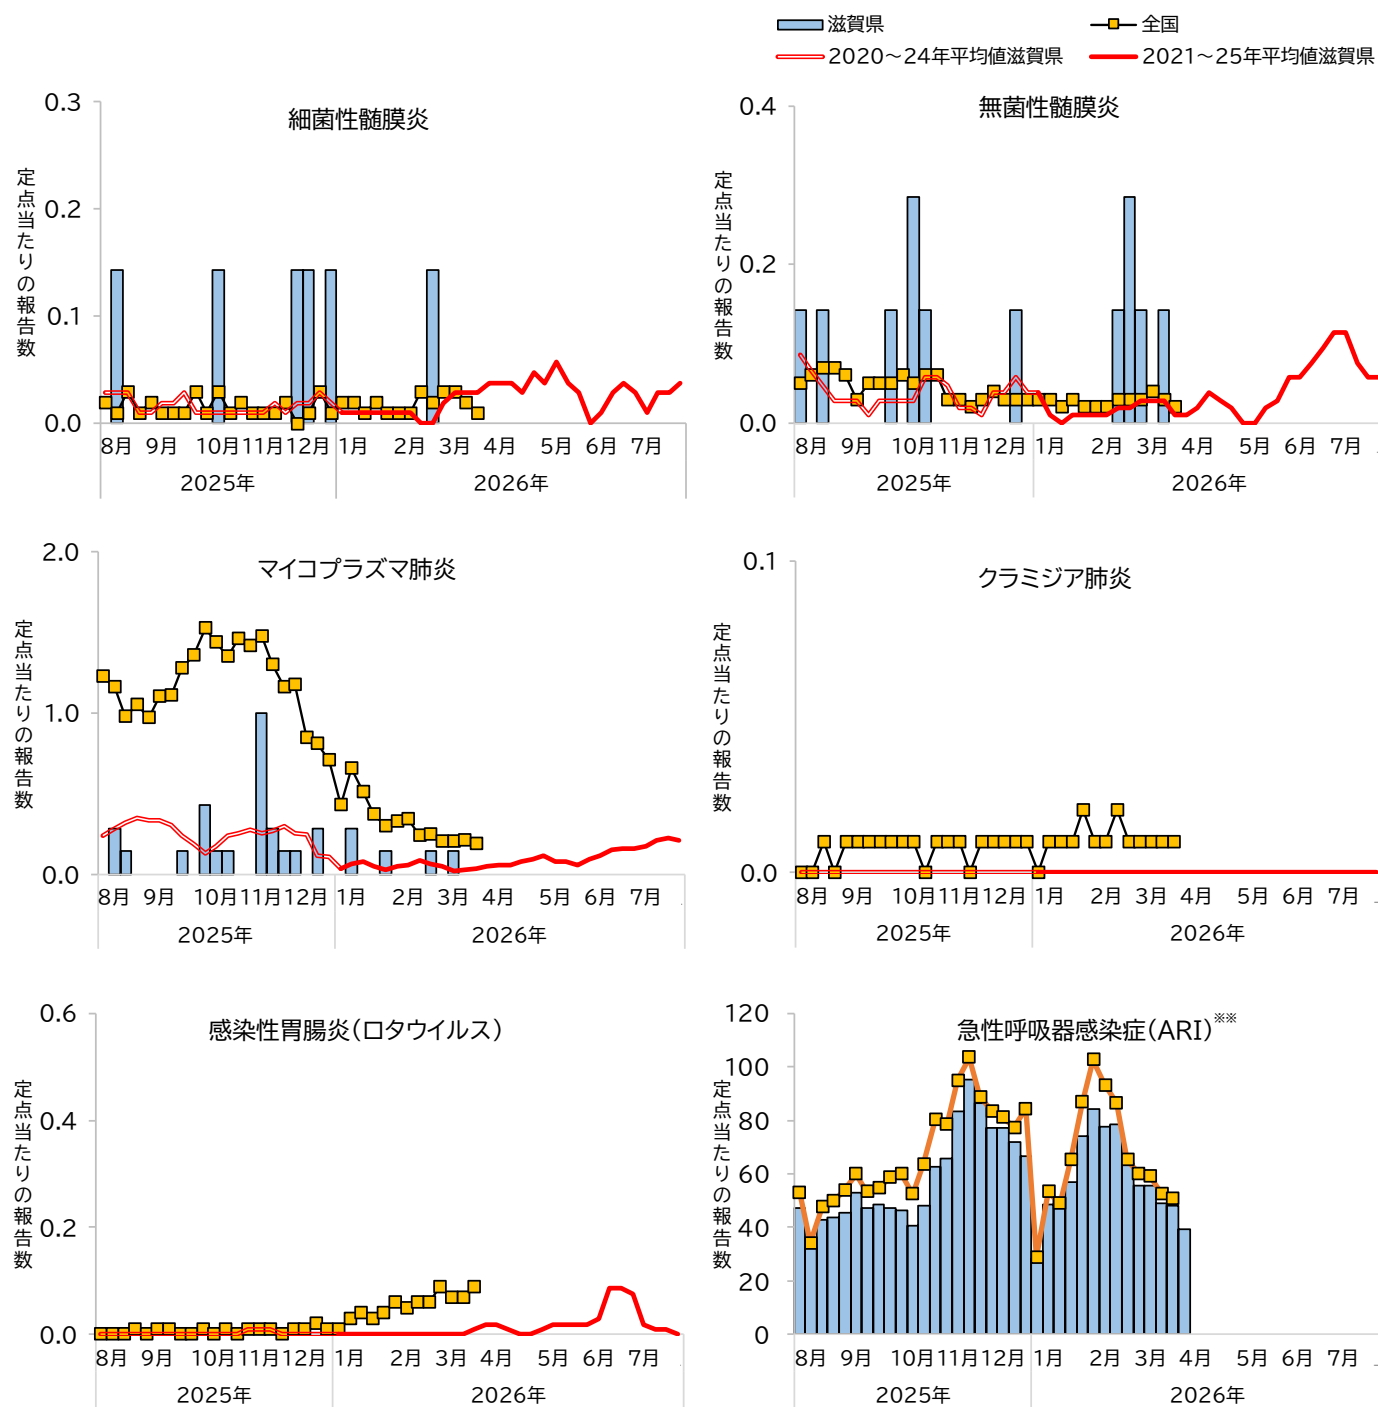 滋賀県 全国
2020～24年平均値滋賀県 2021～25年平均値滋賀県
細菌性髄膜炎
定点当たりの報告数
0.3
0.2
0.1
0.0
8月 9月 10月 11月 12月 1月 2月 3月 4月 5月 6月 7月
2025年 2026年
無菌性髄膜炎
定点当たりの報告数
0.4
0.2
0.0
8月 9月 10月 11月 12月 1月 2月 3月 4月 5月 6月 7月
2025年 2026年
マイコプラズマ肺炎
定点当たりの報告数
2.0
1.0
0.0
8月 9月 10月 11月 12月 1月 2月 3月 4月 5月 6月 7月
2025年 2026年
クラミジア肺炎
定点当たりの報告数
0.1
0.0
8月 9月 10月 11月 12月 1月 2月 3月 4月 5月 6月 7月
2025年 2026年
感染性胃腸炎(ロタウイルス)
定点当たりの報告数
0.6
0.4
0.2
0.0
8月 9月 10月 11月 12月 1月 2月 3月 4月 5月 6月 7月
2025年 2026年
急性呼吸器感染症(ARI)※※
定点当たりの報告数
120
100
80
60
40
20
0
8月 9月 10月 11月 12月 1月 2月 3月 4月 5月 6月 7月
2025年 2026年